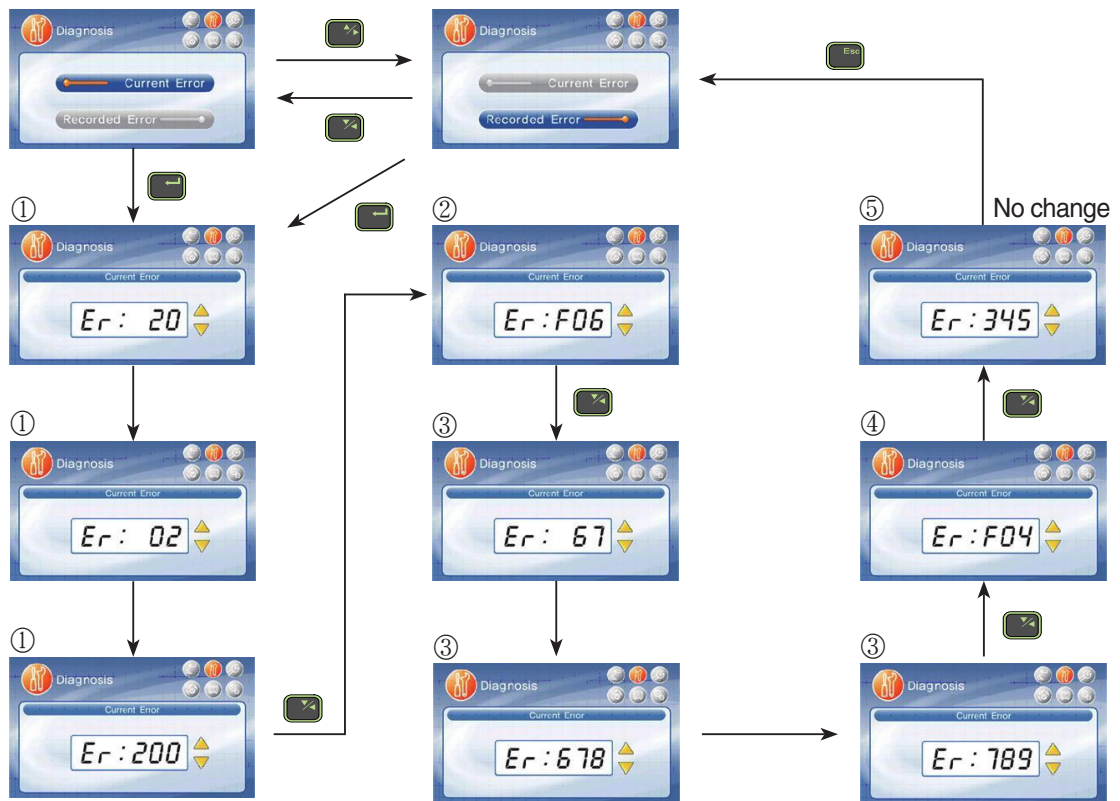 Diagnosis
Current Error
Recorded Error
Diagnosis
Current Error
Recorded Error
Esc
①
Diagnosis
Current Error
Er: 20
②
Diagnosis
Current Error
Er:F06
⑤
No change
Diagnosis
Current Error
Er:345
①
Diagnosis
Current Error
Er: 02
③
Diagnosis
Current Error
Er: 67
④
Diagnosis
Current Error
Er:F04
①
Diagnosis
Current Error
Er:200
③
Diagnosis
Current Error
Er:678
③
Diagnosis
Current Error
Er:789